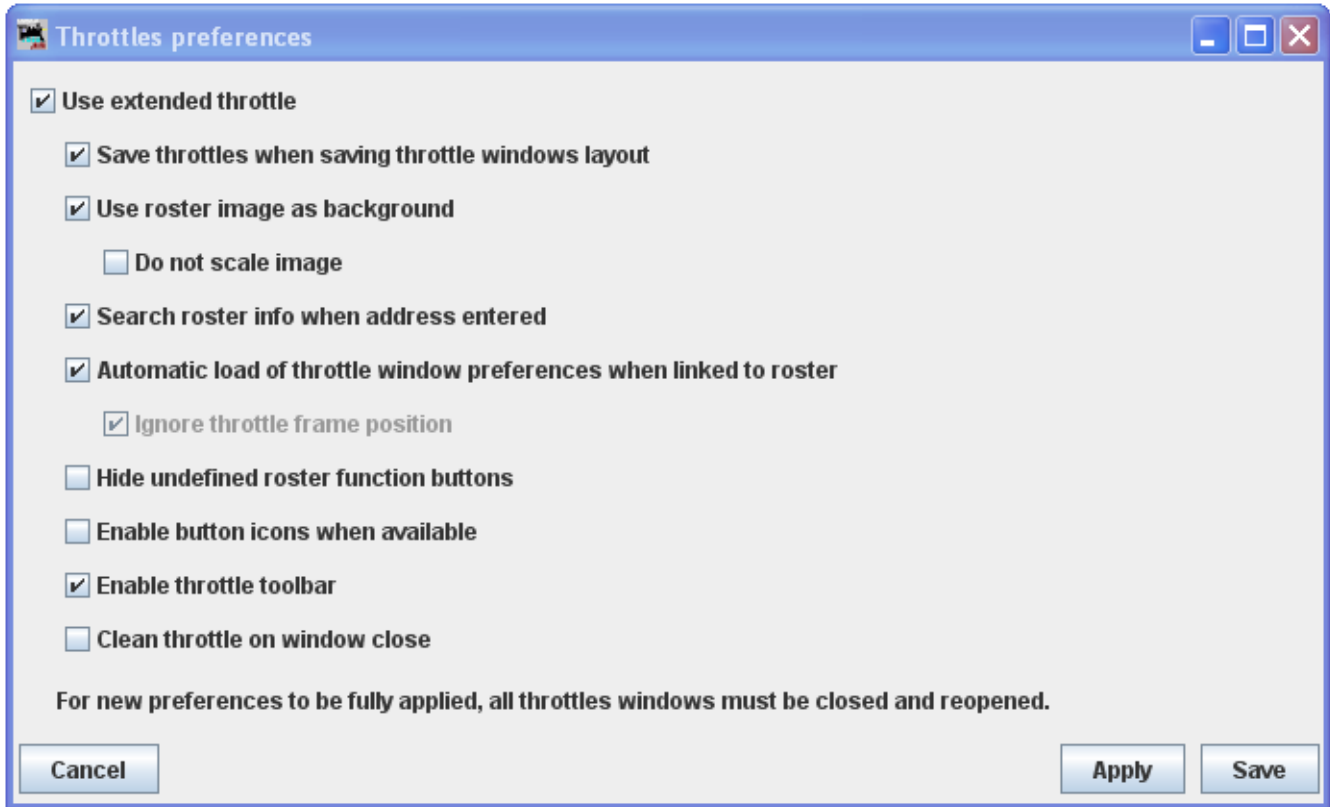 Throttles preferences
Use extended throttle
Save throttles when saving throttle windows layout
Use roster image as background
Do not scale image
Search roster info when address entered
Automatic load of throttle window preferences when linked to roster
Ignore throttle frame position
Hide undefined roster function buttons
Enable button icons when available
Enable throttle toolbar
Clean throttle on window close
For new preferences to be fully applied, all throttles windows must be closed and reopened.
Cancel Apply Save